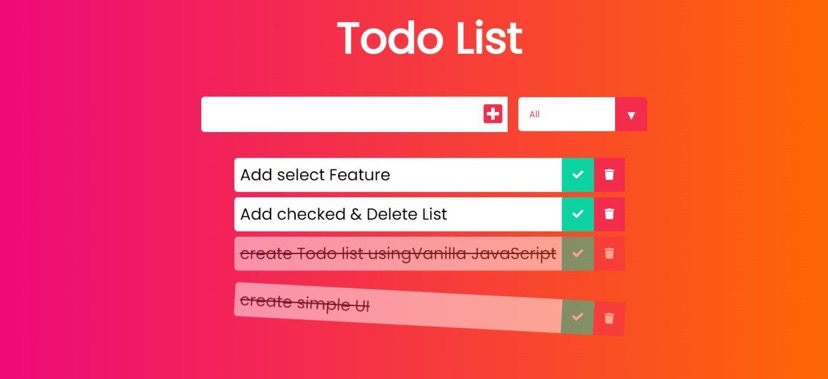 Todo List
All
Add select Feature
Add checked & Delete List
create Todo list usingVanilla JavaScript
create simple UI